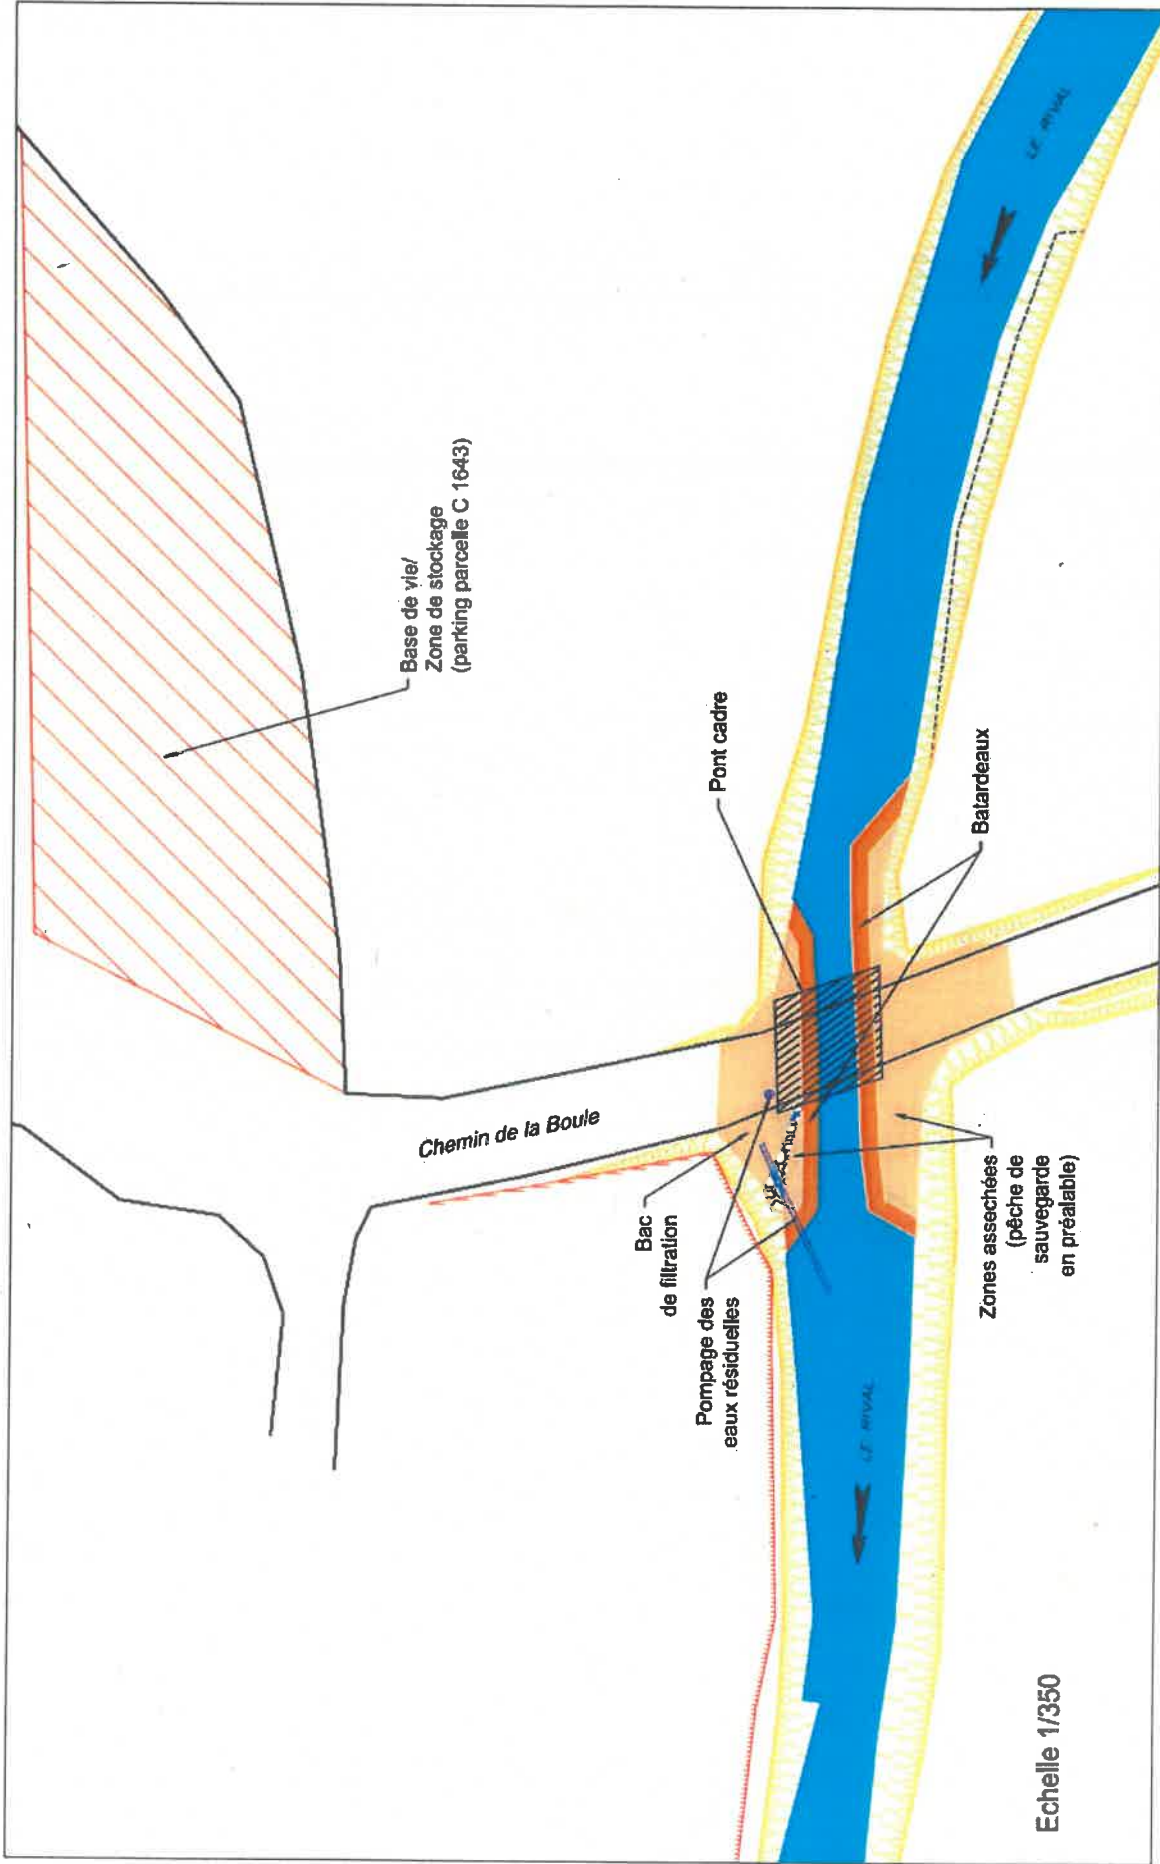 Base de vie/
Zone de stockage
(parking parcelle C 1643)
LE RIVAL
Pont cadre
Batardeaux
Chemin de la Boule
Bac
de filtration
Pompage des
eaux résiduelles
Zones assechées
(pêche de
sauvegarde
en préalable)
LE RIVAL
Echelle 1/350